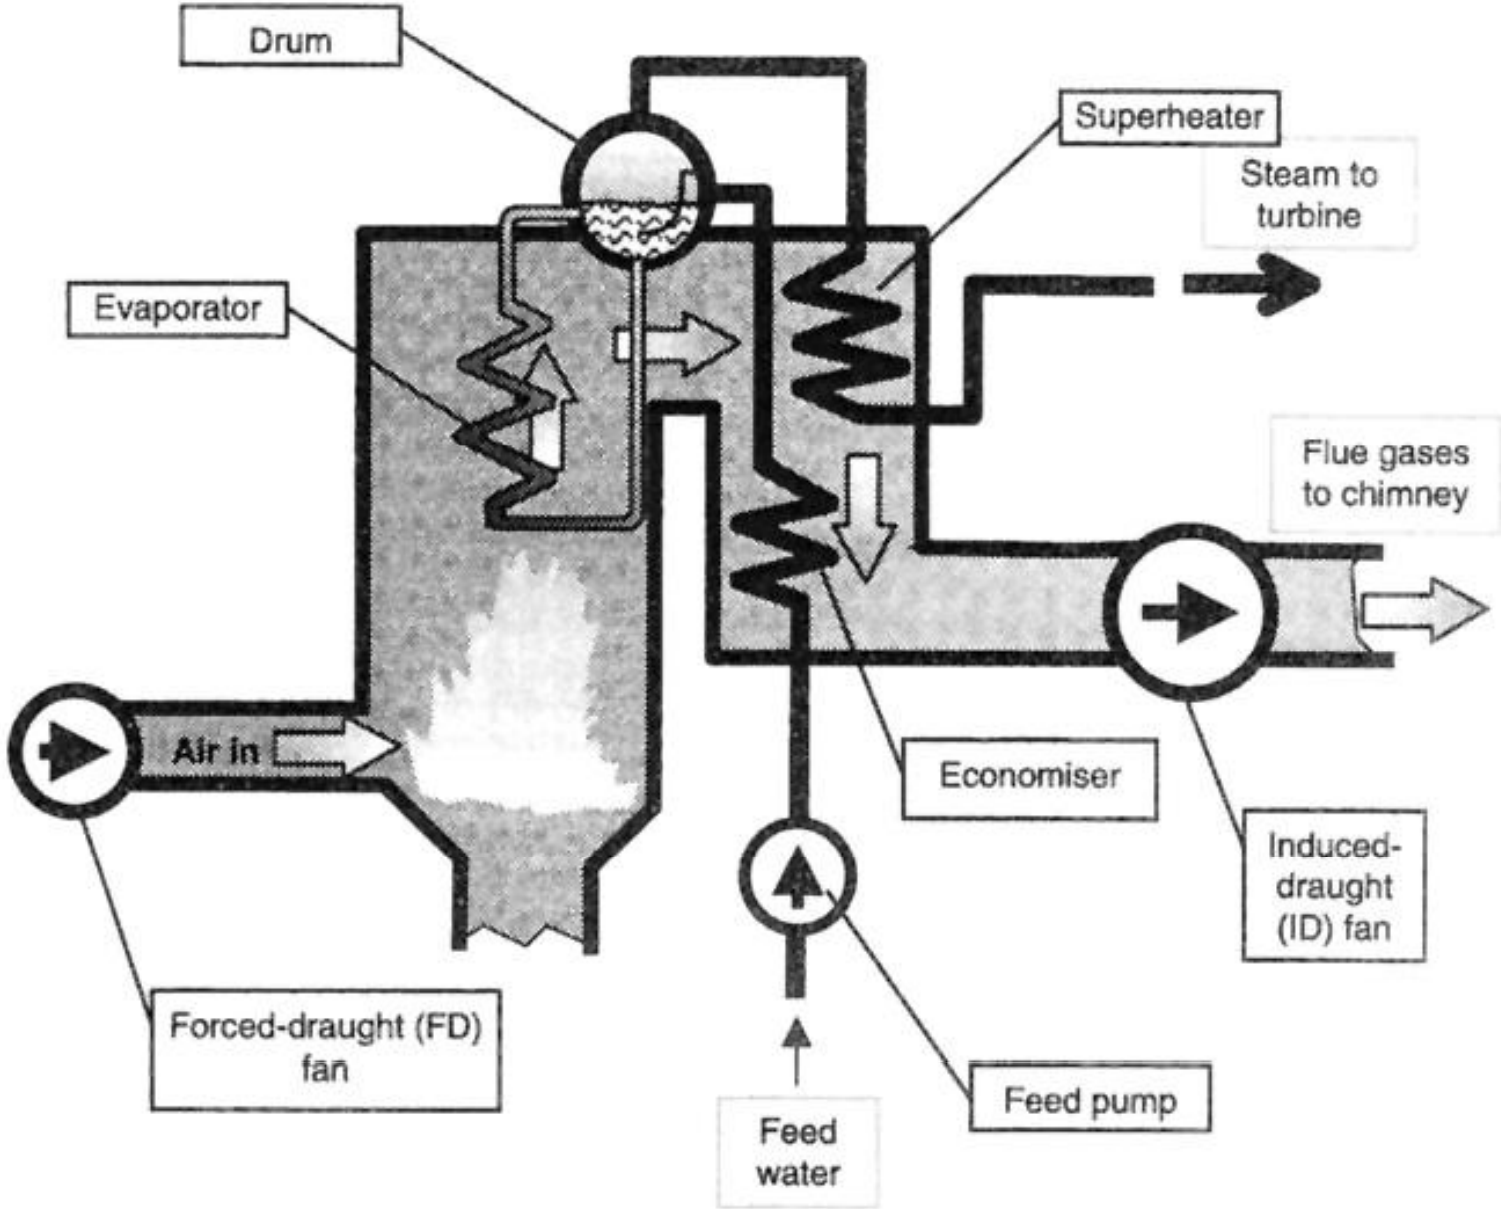 Drum
Superheater
Steam to
turbine
Evaporator
Flue gases
to chimney
Air in
Economiser
Induced-
draught
(ID) fan
Forced-draught (FD)
fan
Feed pump
Feed
water